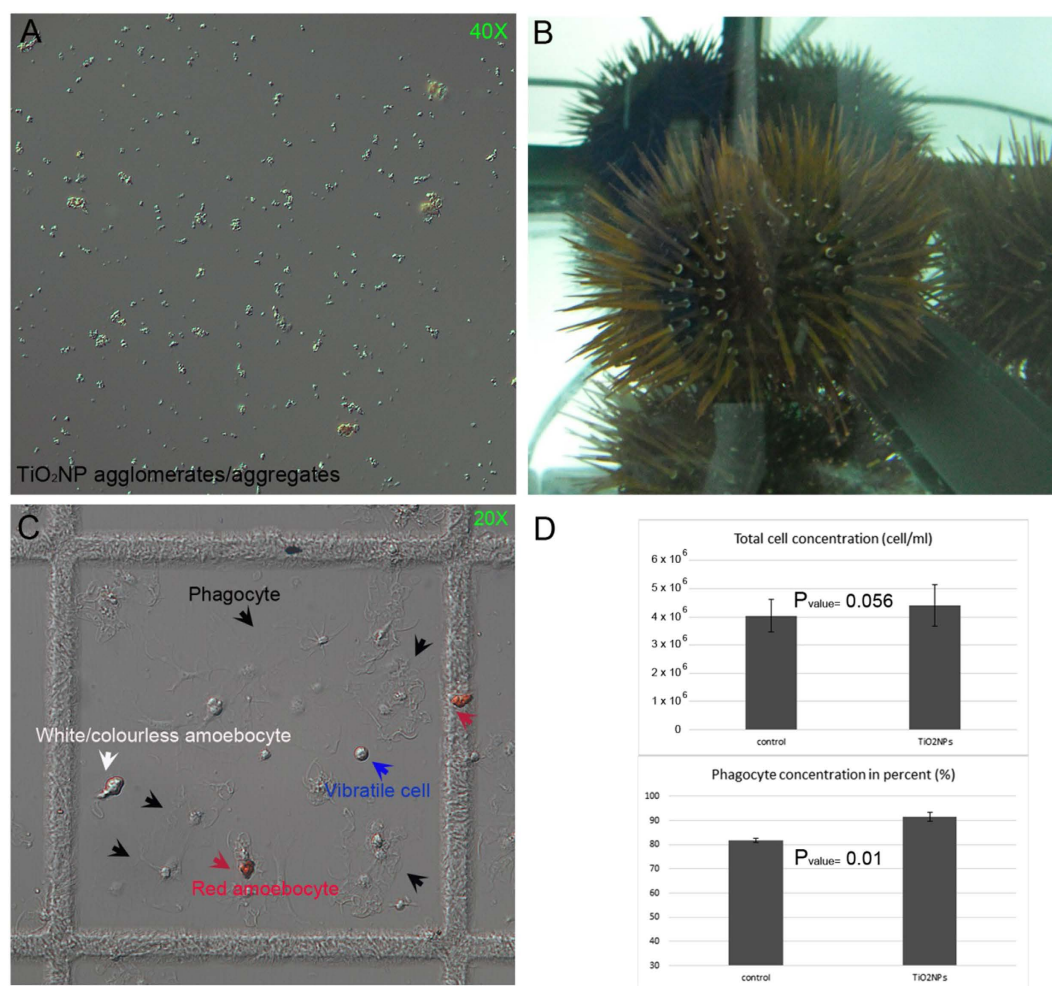 A
40X
TiO₂NP agglomerates/aggregates
B
C
20X
Phagocyte
White/colourless amoebocyte
Vibratile cell
Red amoebocyte
D
Total cell concentration (cell/ml)
6 x 10⁶
5 x 10⁶
4 x 10⁶
3 x 10⁶
2 x 10⁶
1 x 10⁶
0
Pvalue= 0.056
control
TiO2NPs
Phagocyte concentration in percent (%)
100
90
80
70
60
50
40
30
Pvalue= 0.01
control
TiO2NPs